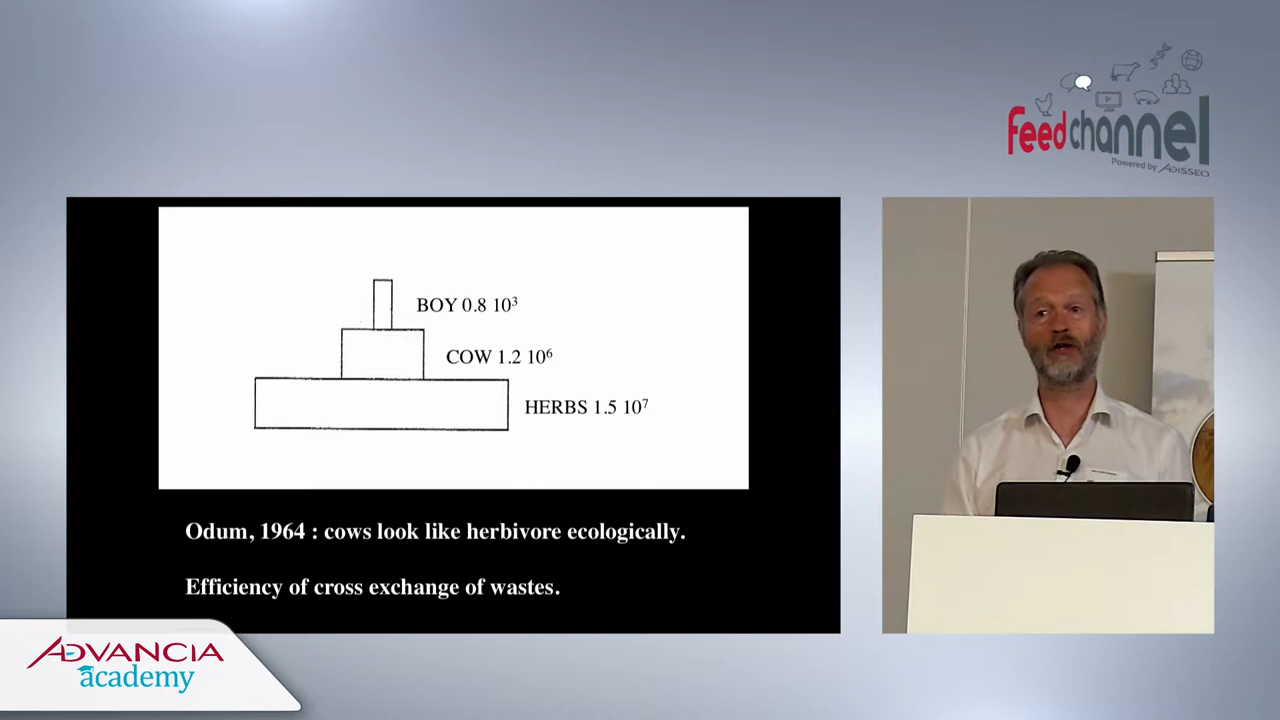 feedchannel
Powered by ADISSEO
BOY 0.8 10³
COW 1.2 10⁶
HERBS 1.5 10⁷
Odum, 1964 : cows look like herbivore ecologically.
Efficiency of cross exchange of wastes.
ADVANCIA
academy